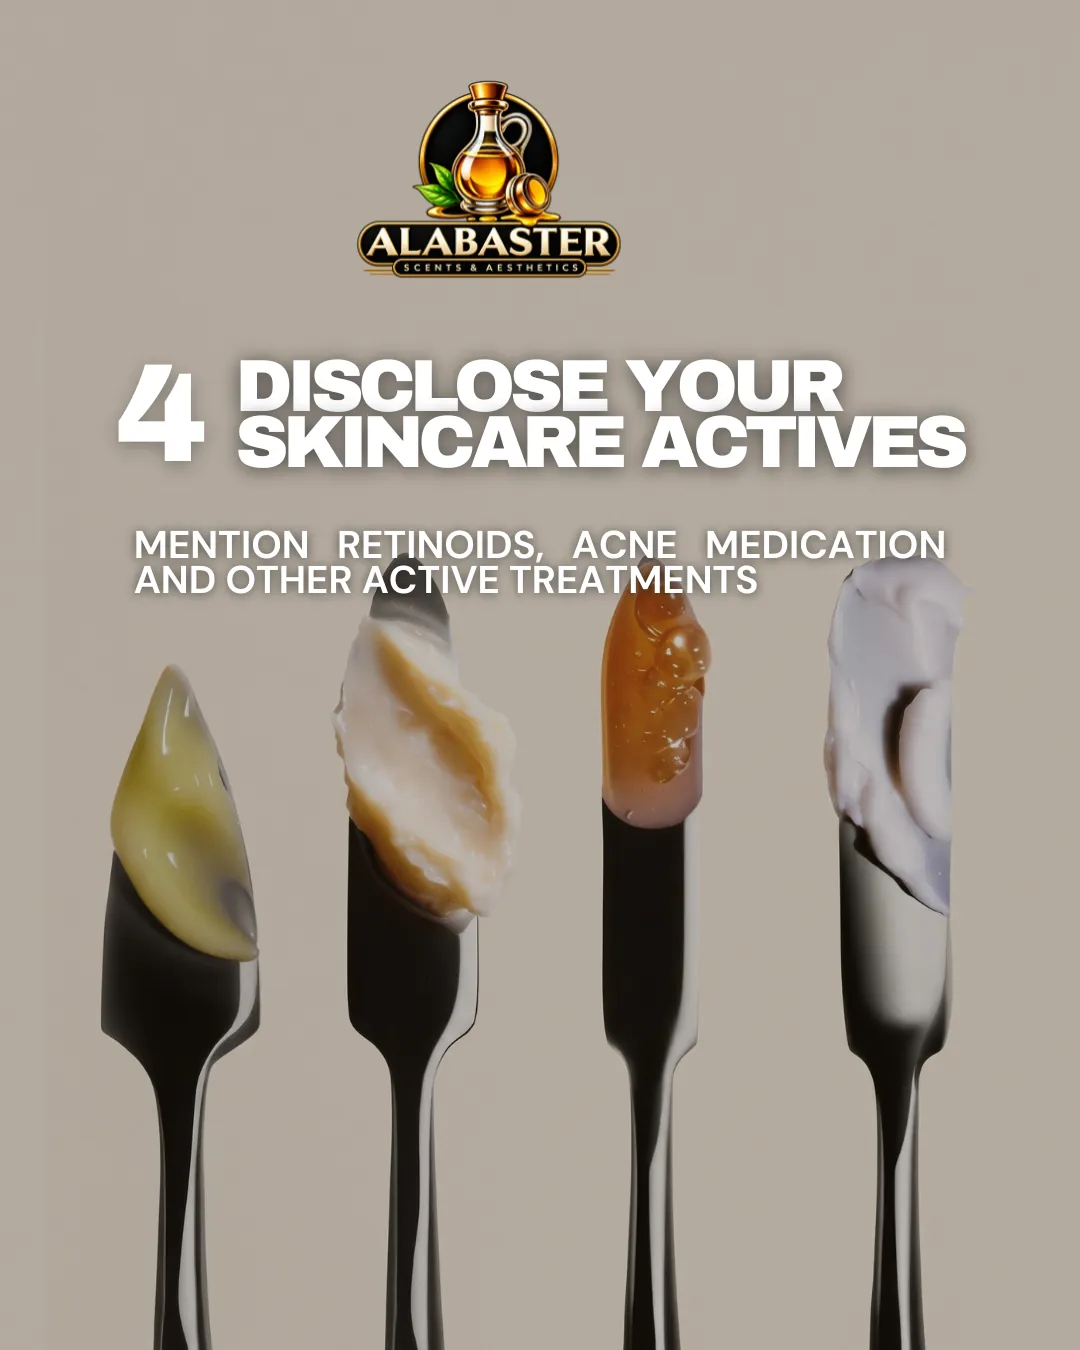 ALABASTER
SCENTS & AESTHETICS
4 DISCLOSE YOUR
SKINCARE ACTIVES
MENTION RETINOIDS, ACNE MEDICATION
AND OTHER ACTIVE TREATMENTS